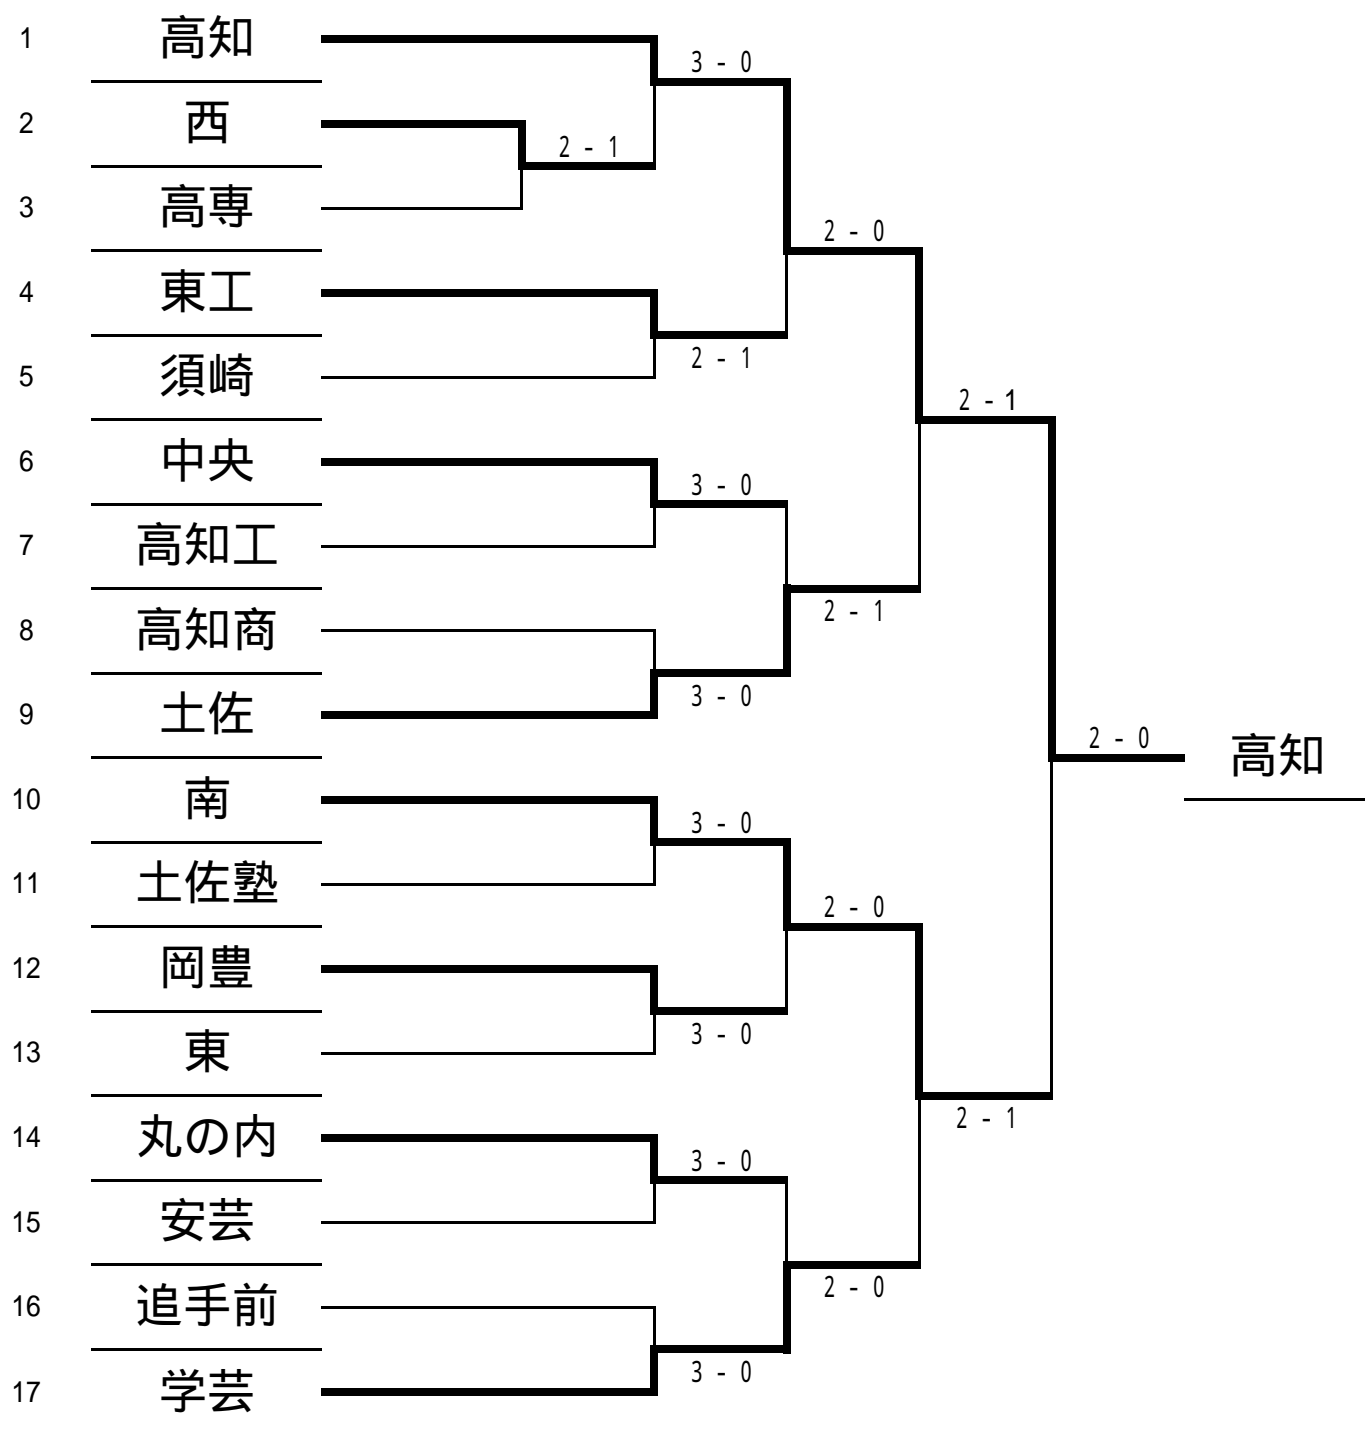 1 高知
3 - 0
2 西
2 - 1
3 高専
2 - 0
4 東工
2 - 1
5 須崎
2 - 1
6 中央
3 - 0
7 高知工
2 - 1
8 高知商
3 - 0
9 土佐
2 - 0 高知
10 南
3 - 0
11 土佐塾
2 - 0
12 岡豊
3 - 0
13 東
2 - 1
14 丸の内
3 - 0
15 安芸
2 - 0
16 追手前
3 - 0
17 学芸